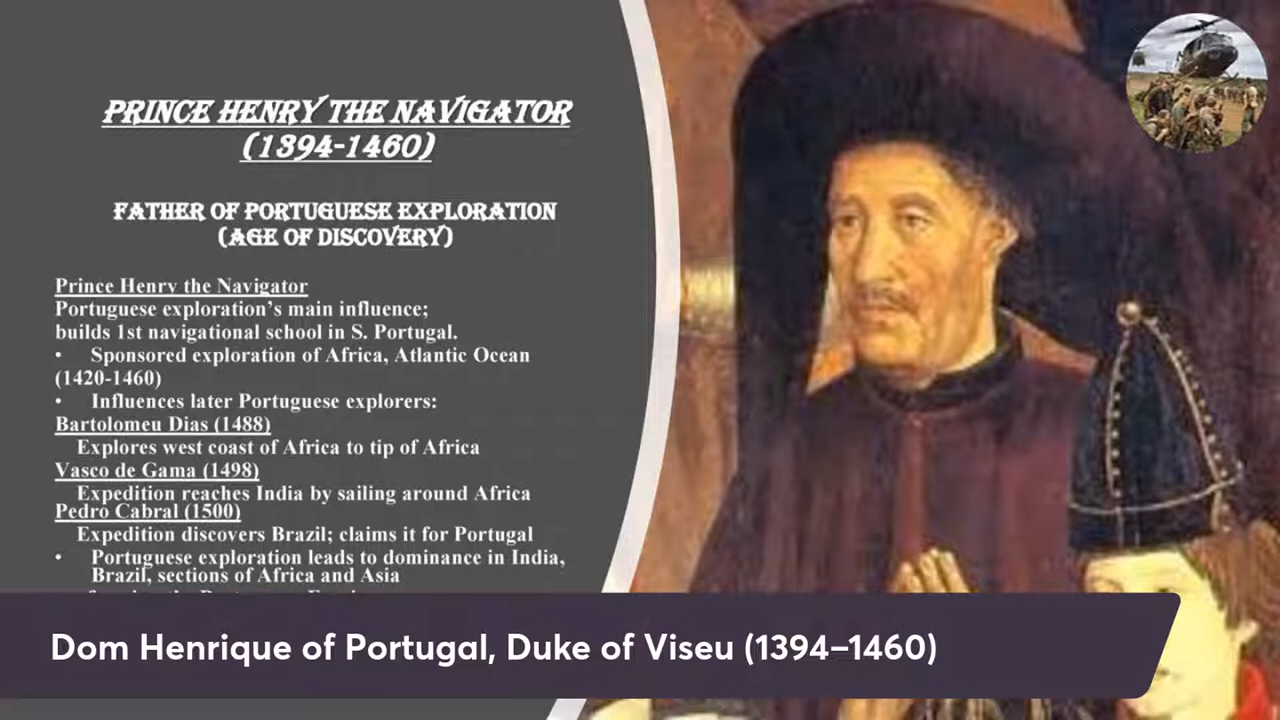 PRINCE HENRY THE NAVIGATOR
(1394-1460)
FATHER OF PORTUGUESE EXPLORATION
(AGE OF DISCOVERY)
Prince Henry the Navigator
Portuguese exploration's main influence;
builds 1st navigational school in S. Portugal.
• Sponsored exploration of Africa, Atlantic Ocean
(1420-1460)
• Influences later Portuguese explorers:
Bartolomeu Dias (1488)
Explores west coast of Africa to tip of Africa
Vasco de Gama (1498)
Expedition reaches India by sailing around Africa
Pedro Cabral (1500)
Expedition discovers Brazil; claims it for Portugal
• Portuguese exploration leads to dominance in India,
Brazil, sections of Africa and Asia
Dom Henrique of Portugal, Duke of Viseu (1394–1460)